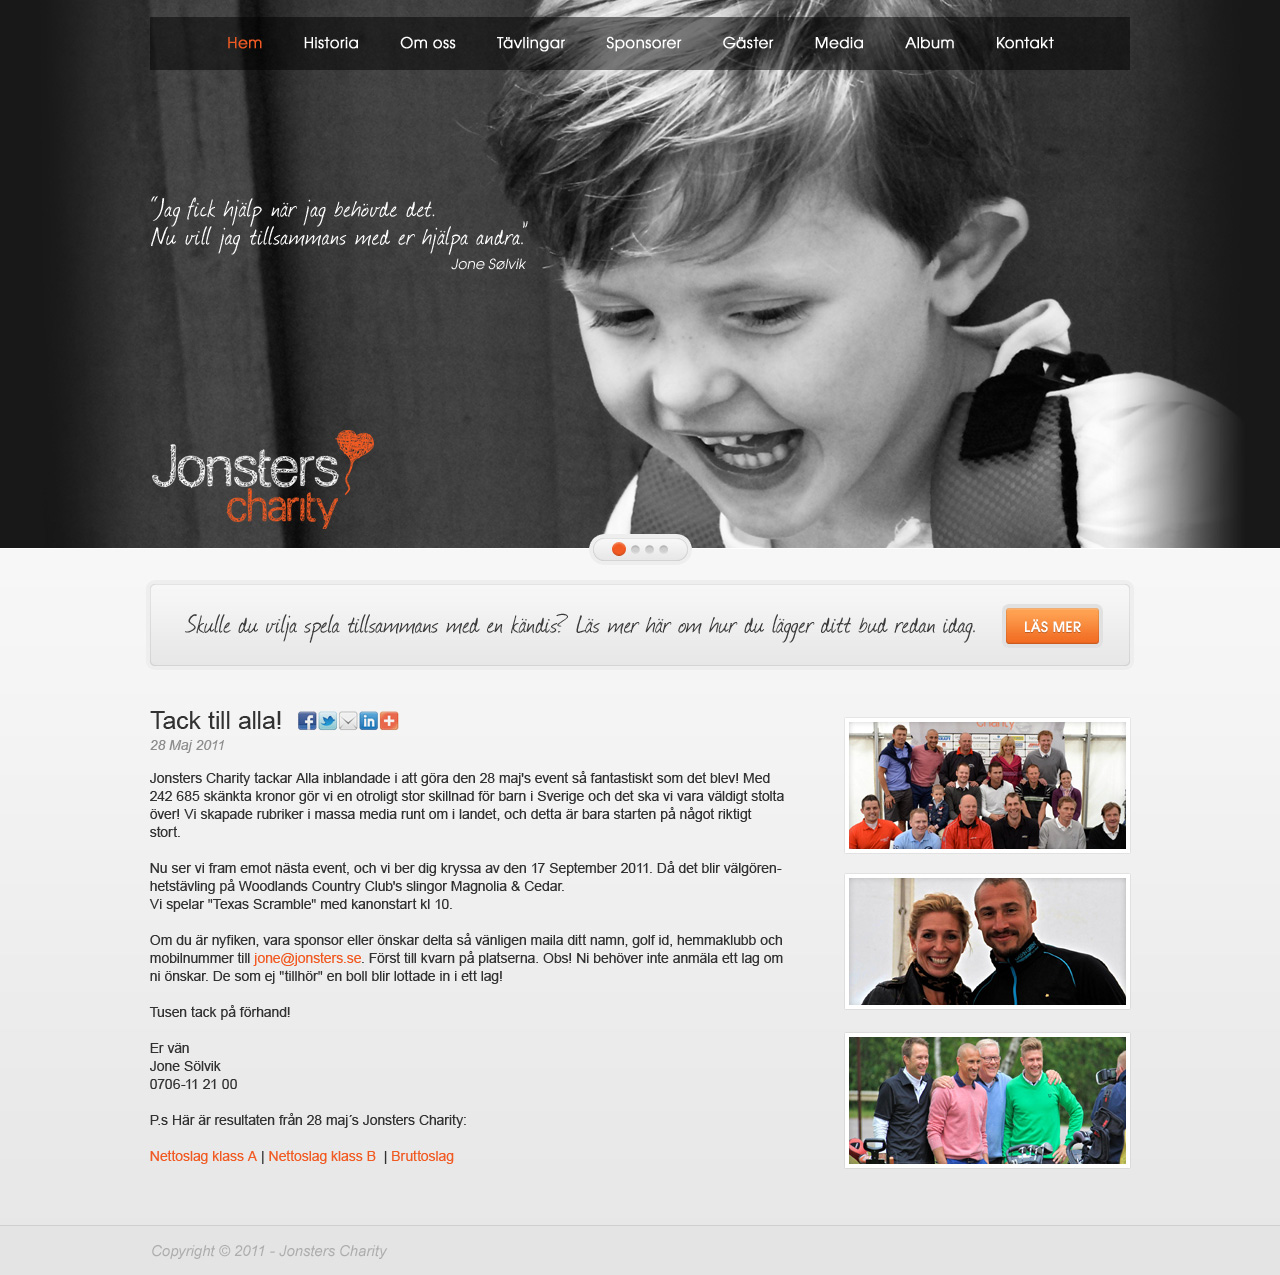 Hem Historia Om oss Tävlingar Sponsorer Gäster Media Album Kontakt
"Jag fick hjälp när jag behövde det.
Nu vill jag tillsammans med er hjälpa andra."
Jone Sølvik
Jonsters
charity
Skulle du vilja spela tillsammans med en kändis? Läs mer här om hur du lägger ditt bud redan idag.
LÄS MER
Tack till alla!
28 Maj 2011
Jonsters Charity tackar Alla inblandade i att göra den 28 maj's event så fantastiskt som det blev! Med
242 685 skänkta kronor gör vi en otroligt stor skillnad för barn i Sverige och det ska vi vara väldigt stolta
över! Vi skapade rubriker i massa media runt om i landet, och detta är bara starten på något riktigt
stort.
Nu ser vi fram emot nästa event, och vi ber dig kryssa av den 17 September 2011. Då det blir välgören-
hetstävling på Woodlands Country Club's slingor Magnolia & Cedar.
Vi spelar "Texas Scramble" med kanonstart kl 10.
Om du är nyfiken, vara sponsor eller önskar delta så vänligen maila ditt namn, golf id, hemmaklubb och
mobilnummer till jone@jonsters.se. Först till kvarn på platserna. Obs! Ni behöver inte anmäla ett lag om
ni önskar. De som ej "tillhör" en boll blir lottade in i ett lag!
Tusen tack på förhand!
Er vän
Jone Sölvik
0706-11 21 00
P.s Här är resultaten från 28 maj´s Jonsters Charity:
Nettoslag klass A | Nettoslag klass B | Bruttoslag
charity
Copyright © 2011 - Jonsters Charity